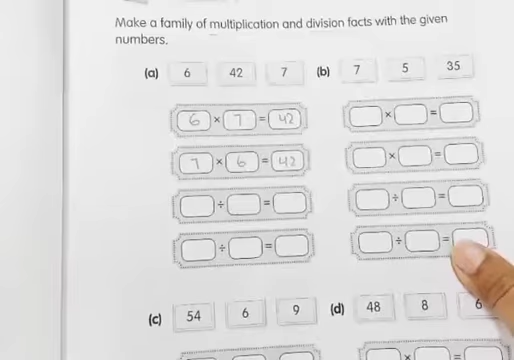 Make a family of multiplication and division facts with the given
numbers.
(a) 6 42 7 (b) 7 5 35
6 × 7 = 42 × =
7 × 6 = 42 × =
÷ = ÷ =
÷ = ÷ =
(c) 54 6 9 (d) 48 8 6
× =